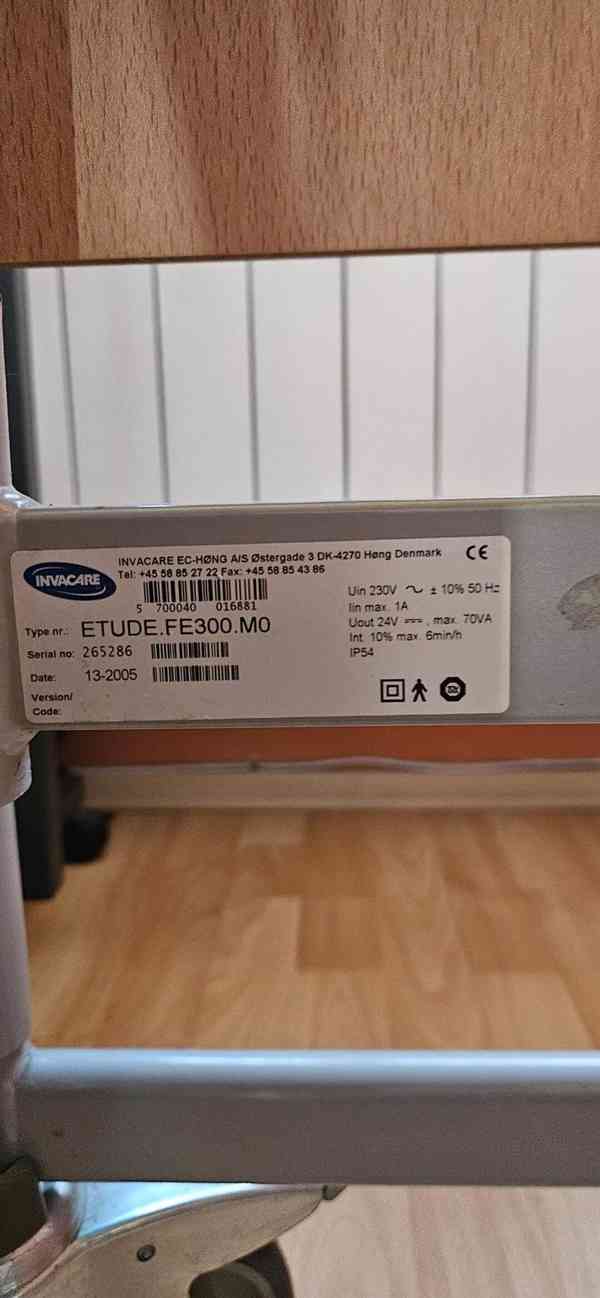 INVACARE EC-HØNG A/S Østergade 3 DK-4270 Høng Denmark
Tel: +45 58 85 27 22 Fax: +45 58 85 43 86
INVACARE
5 700040 016881
Type nr.: ETUDE.FE300.M0
Serial no: 265286
Date: 13-2005
Version/
Code:
Uin 230V ~ ± 10% 50 Hz
Iin max. 1A
Uout 24V ⎓, max. 70VA
Int. 10% max. 6min/h
IP54
CE